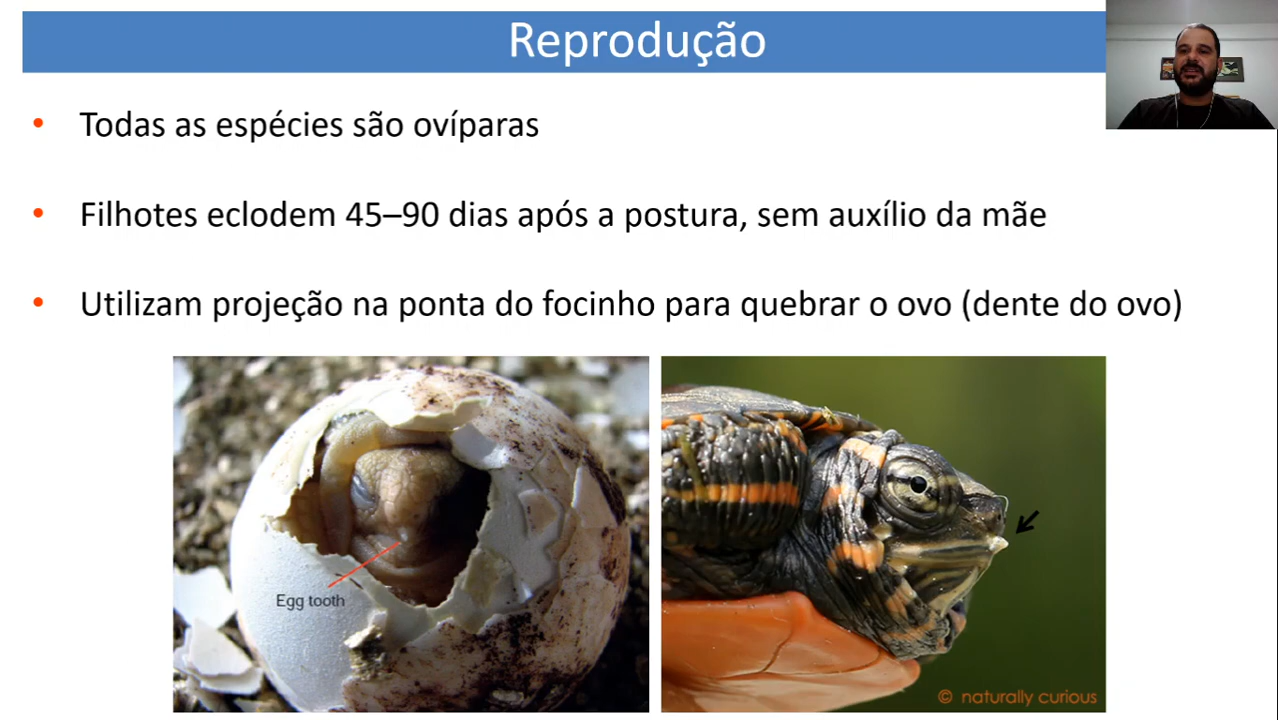 Reprodução
• Todas as espécies são ovíparas
• Filhotes eclodem 45–90 dias após a postura, sem auxílio da mãe
• Utilizam projeção na ponta do focinho para quebrar o ovo (dente do ovo)
Egg tooth
© naturally curious